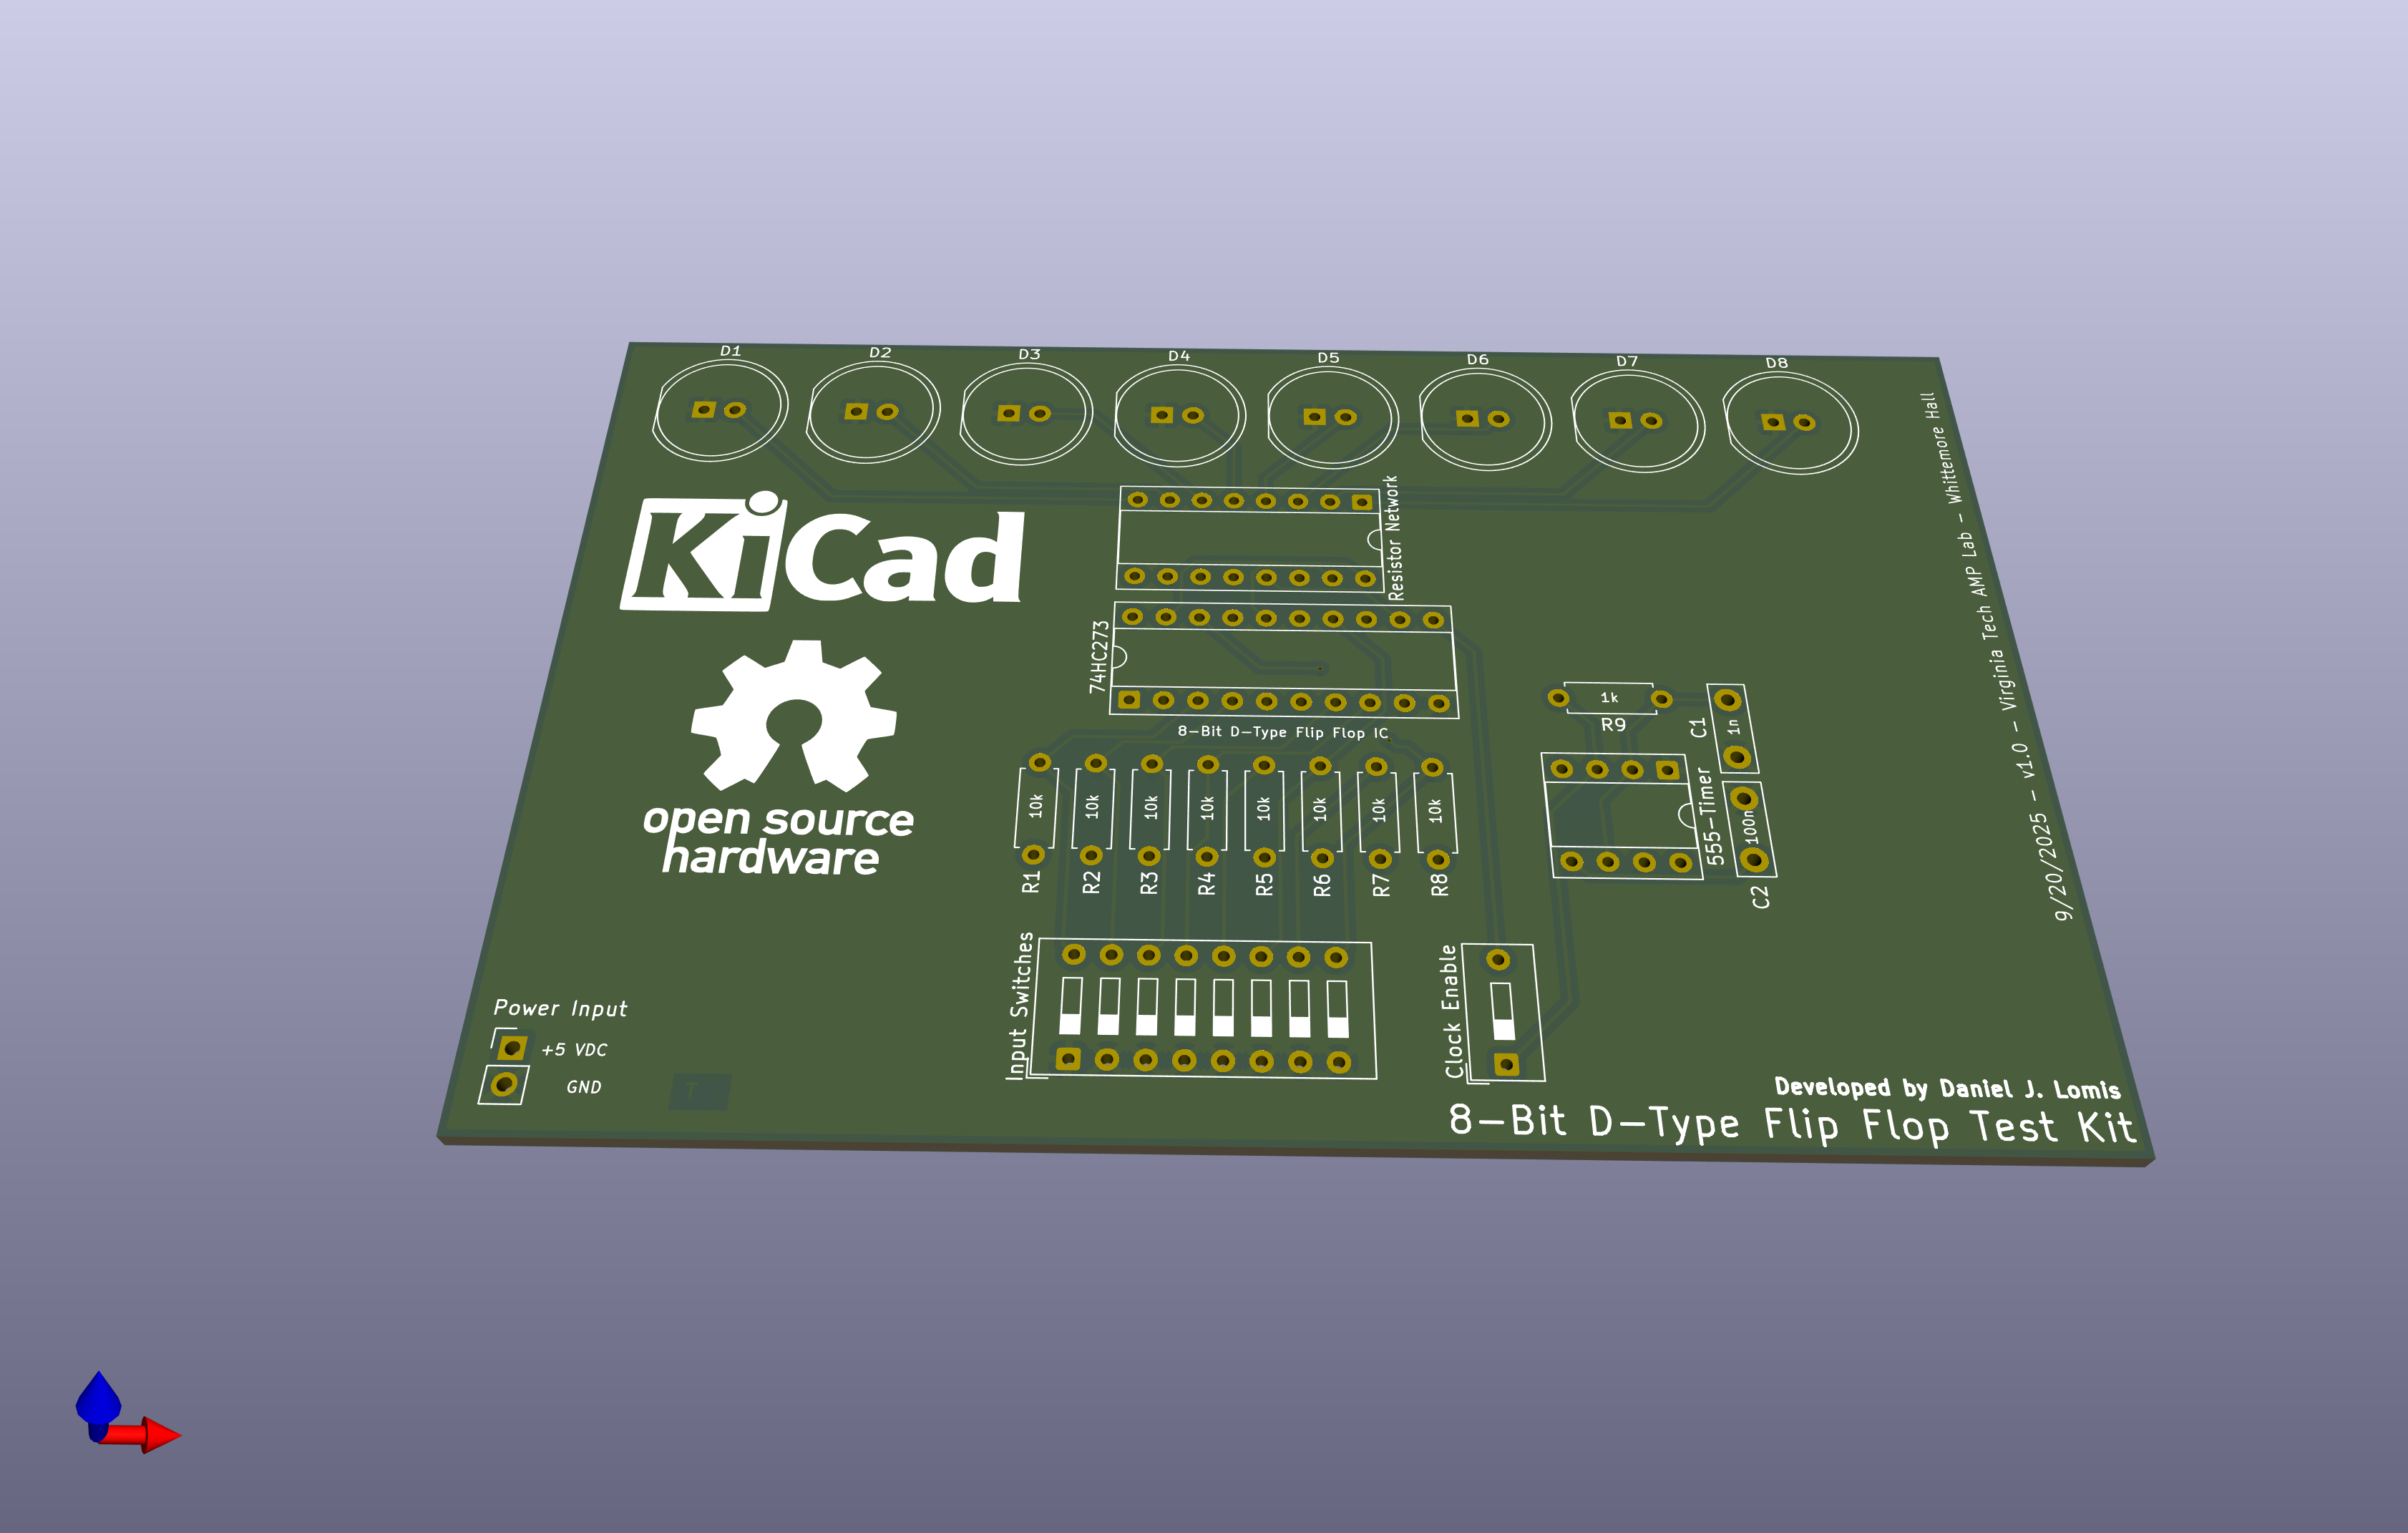 D1
D2
D3
D4
D5
D6
D7
D8
KiCad
Resistor Network
74HC273
8-Bit D-Type Flip Flop IC
open source
hardware
10k
10k
10k
10k
10k
10k
10k
10k
R1
R2
R3
R4
R5
R6
R7
R8
1k
R9
C1
1n
555-Timer
100n
C2
9/20/2025 - v1.0 - Virginia Tech AMP Lab - Whittemore Hall
Input Switches
Clock Enable
Power Input
+5 VDC
GND
T
Developed by Daniel J. Lomis
8-Bit D-Type Flip Flop Test Kit